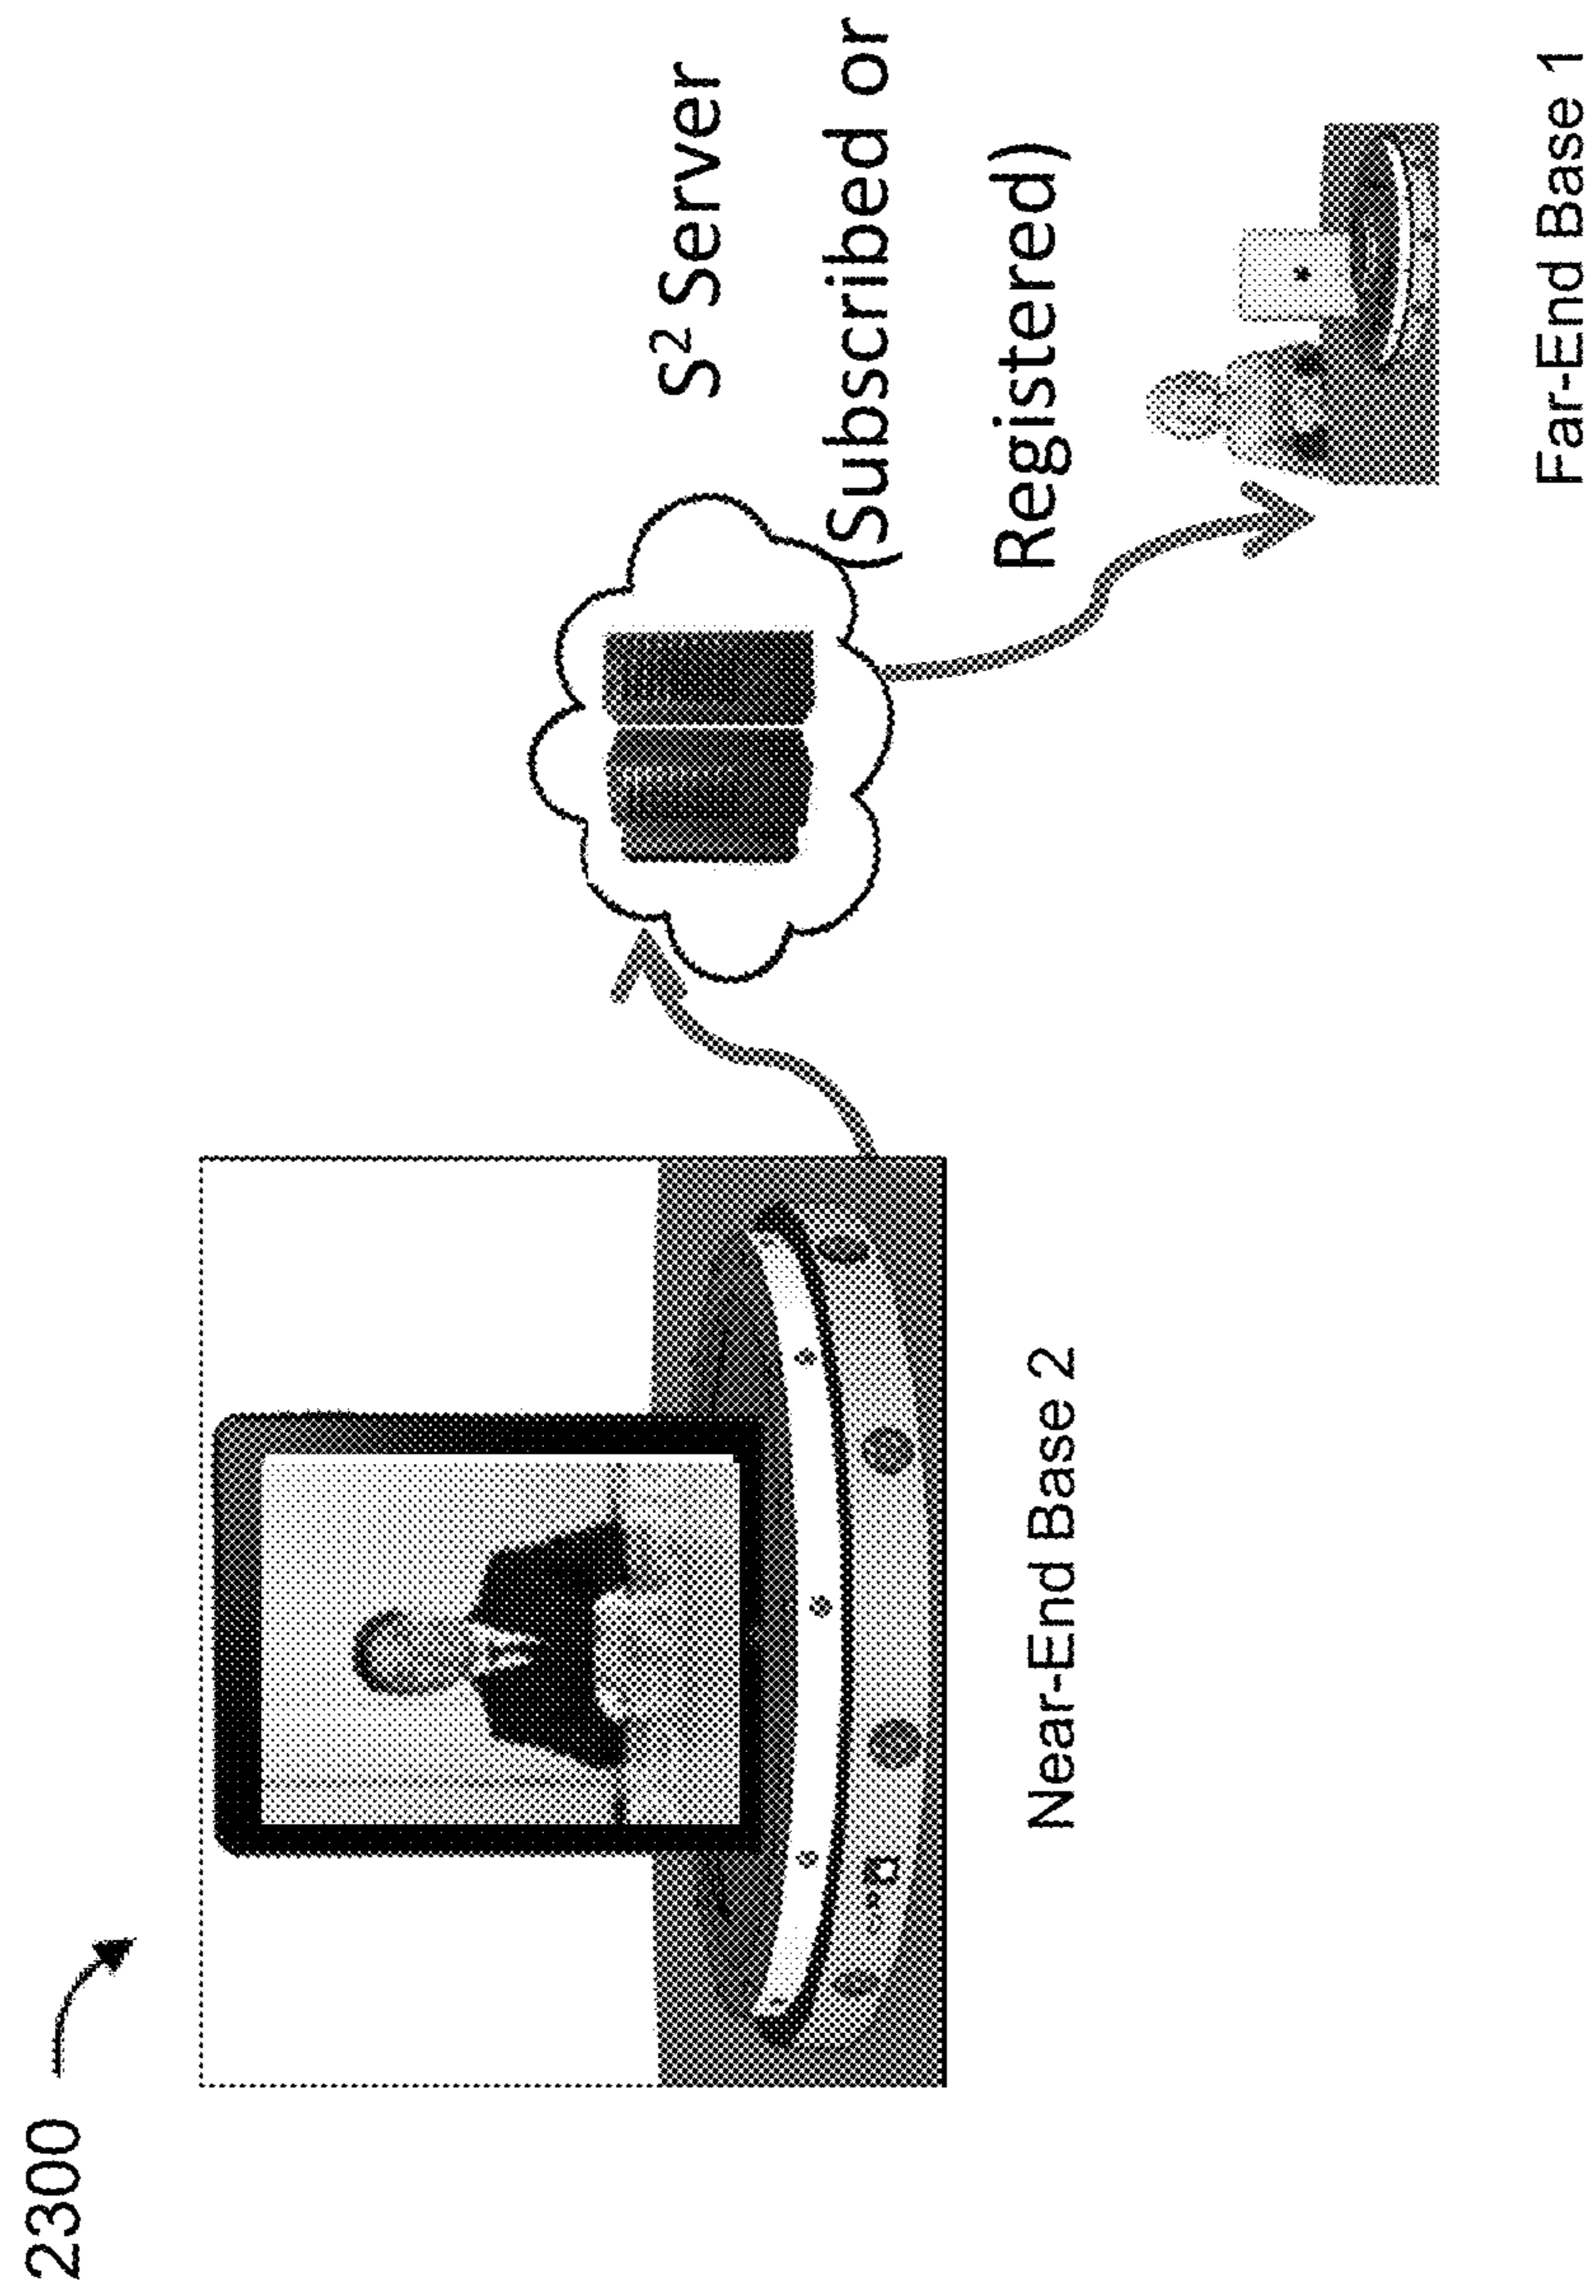 2300
S² Server
(Subscribed or
Registered)
Near-End Base 2
Far-End Base 1